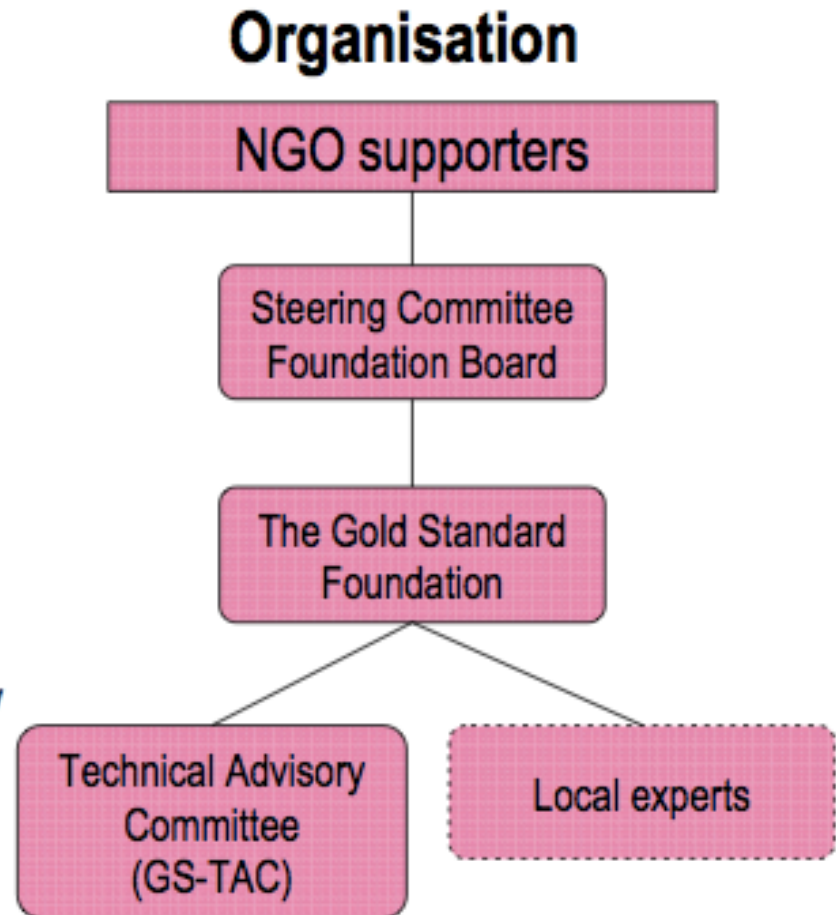 Organisation
NGO supporters
Steering Committee
Foundation Board
The Gold Standard
Foundation
Technical Advisory
Committee
(GS-TAC)
Local experts